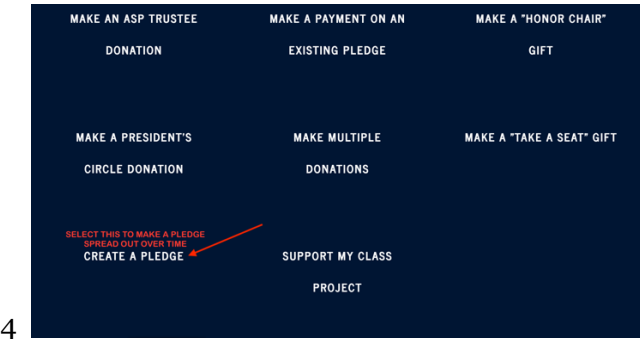 MAKE AN ASP TRUSTEE
DONATION
MAKE A PAYMENT ON AN
EXISTING PLEDGE
MAKE A "HONOR CHAIR"
GIFT
MAKE A PRESIDENT'S
CIRCLE DONATION
MAKE MULTIPLE
DONATIONS
MAKE A "TAKE A SEAT" GIFT
SELECT THIS TO MAKE A PLEDGE
SPREAD OUT OVER TIME
CREATE A PLEDGE
SUPPORT MY CLASS
PROJECT
4